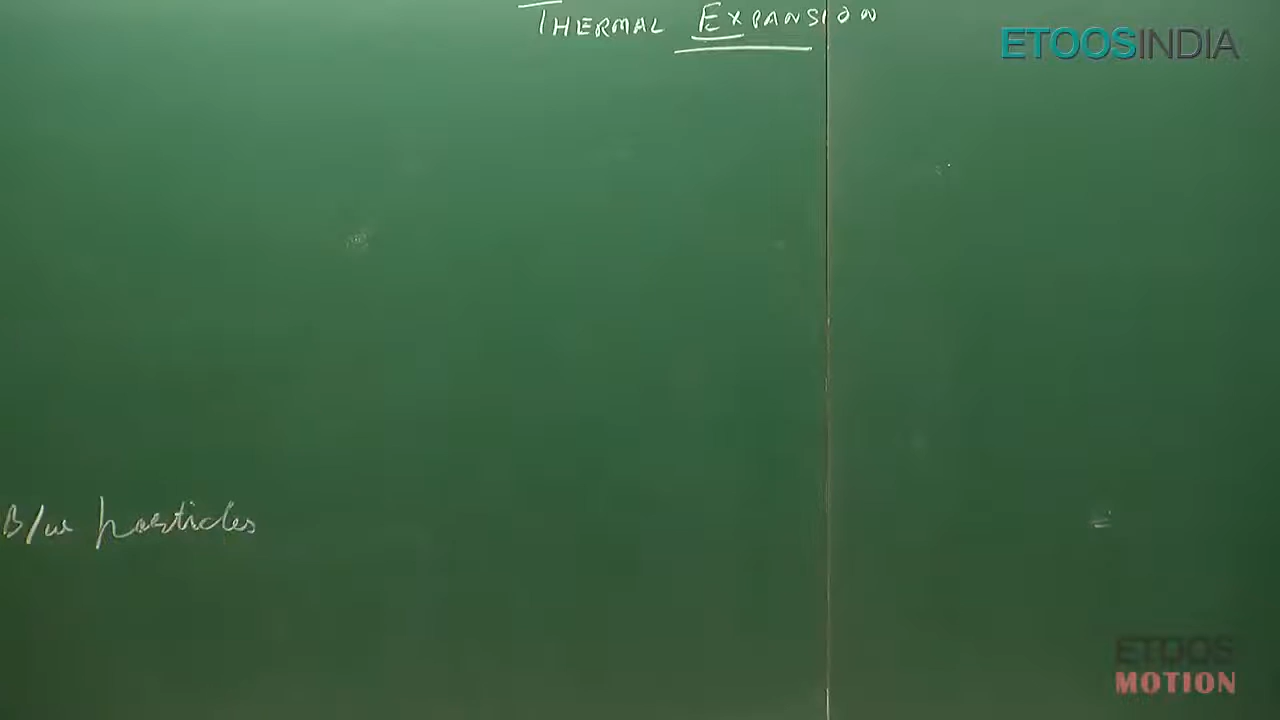 THERMAL EXPANSION
ETOOSINDIA
B/w particles
=
ETOOS
MOTION